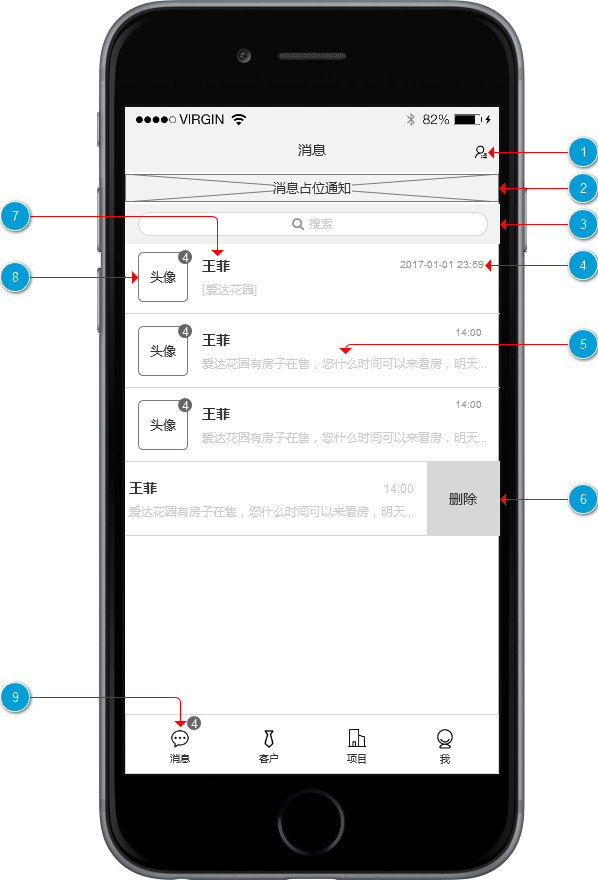 VIRGIN 82%
消息
1
消息占位通知
2
搜索
3
7
王菲
2017-01-01 23:59
4
8
头像
4
[爱达花园]
王菲
14:00
头像
4
爱达花园有房子在售，您什么时间可以来看房，明天...
5
王菲
14:00
头像
4
爱达花园有房子在售，您什么时间可以来看房，明天...
王菲
14:00
爱达花园有房子在售，您什么时间可以来看房，明天...
删除
6
9
4
消息 客户 项目 我